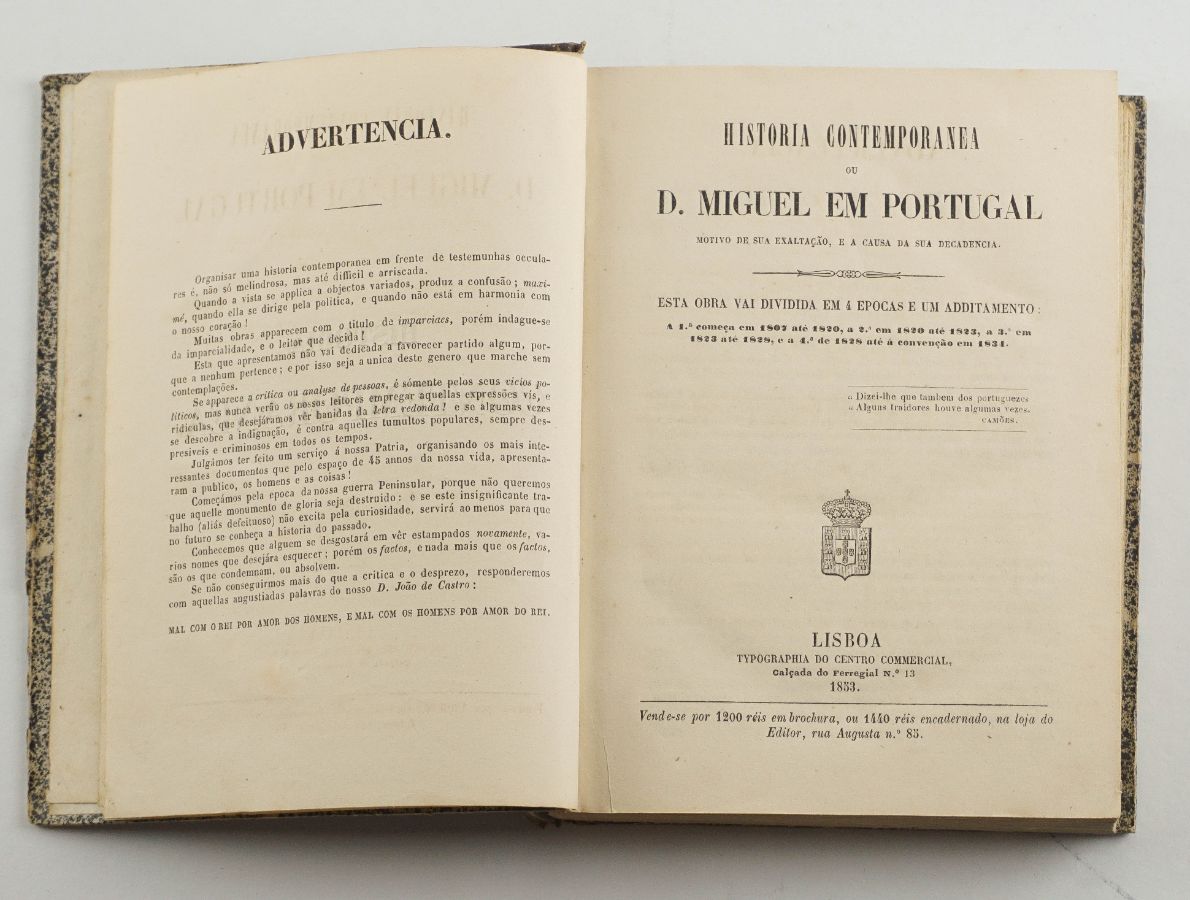 ADVERTENCIA.
Organisar uma historia contemporanea em frente de testemunhas occula-
res é, não só melindrosa, mas até difficil e arriscada.
Quando a vista se applica a objectos variados, produz a confusão; maxi-
mé, quando ella se dirige pela politica, e quando não está em harmonia com
o nosso coração!
Muitas obras apparecem com o titulo de imparciaes, porém indague-se
da imparcialidade, e o leitor que decida!
Esta que apresentamos não vai dedicada a favorecer partido algum, por-
que a nenhum pertence; e por isso seja a unica deste genero que marche sem
contemplações.
Se apparece a critica ou analyse de pessoas, é sómente pelos seus vicios po-
liticos, mas nunca verão os nossos leitores empregar aquellas expressões vis, e
ridiculas, que desejáramos vêr banidas da letra redonda! e se algumas vezes
se descobre a indignação, é contra aquelles tumultos populares, sempre des-
presiveis e criminosos em todos os tempos.
Julgámos ter feito um serviço á nossa Patria, organisando os mais inte-
ressantes documentos que pelo espaço de 45 annos da nossa vida, apresenta-
ram a publico, os homens e as coisas!
Começámos pela epoca da nossa guerra Peninsular, porque não queremos
que aquelle monumento de gloria seja destruido: e se este insignificante tra-
balho (aliás defeituoso) não excita pela curiosidade, servirá ao menos para que
no futuro se conheça a historia do passado.
Conhecemos que alguem se desgostará em vêr estampados novamente, va-
rios nomes que desejára esquecer; porém os factos, e nada mais que os factos,
são os que condemnam, ou absolvem.
Se não conseguirmos mais do que a critica e o desprezo, responderemos
com aquellas angustiadas palavras do nosso D. João de Castro:
MAL COM O REI POR AMOR DOS HOMENS, E MAL COM OS HOMENS POR AMOR DO REI.
HISTORIA CONTEMPORANEA
OU
D. MIGUEL EM PORTUGAL
MOTIVO DE SUA EXALTAÇÃO, E A CAUSA DA SUA DECADENCIA.
ESTA OBRA VAI DIVIDIDA EM 4 EPOCAS E UM ADDITAMENTO:
A 1.ª começa em 1807 até 1820, a 2.ª em 1820 até 1823, a 3.ª em
1823 até 1828, e a 4.ª de 1828 até á convenção em 1834.
« Dizei-lhe que tambem dos portuguezes
« Alguns traidores houve algumas vezes.
CAMÕES.
LISBOA
TYPOGRAPHIA DO CENTRO COMMERCIAL,
Calçada do Ferregial N.º 13
1853.
Vende-se por 1200 réis em brochura, ou 1440 réis encadernado, na loja do
Editor, rua Augusta n.º 85.